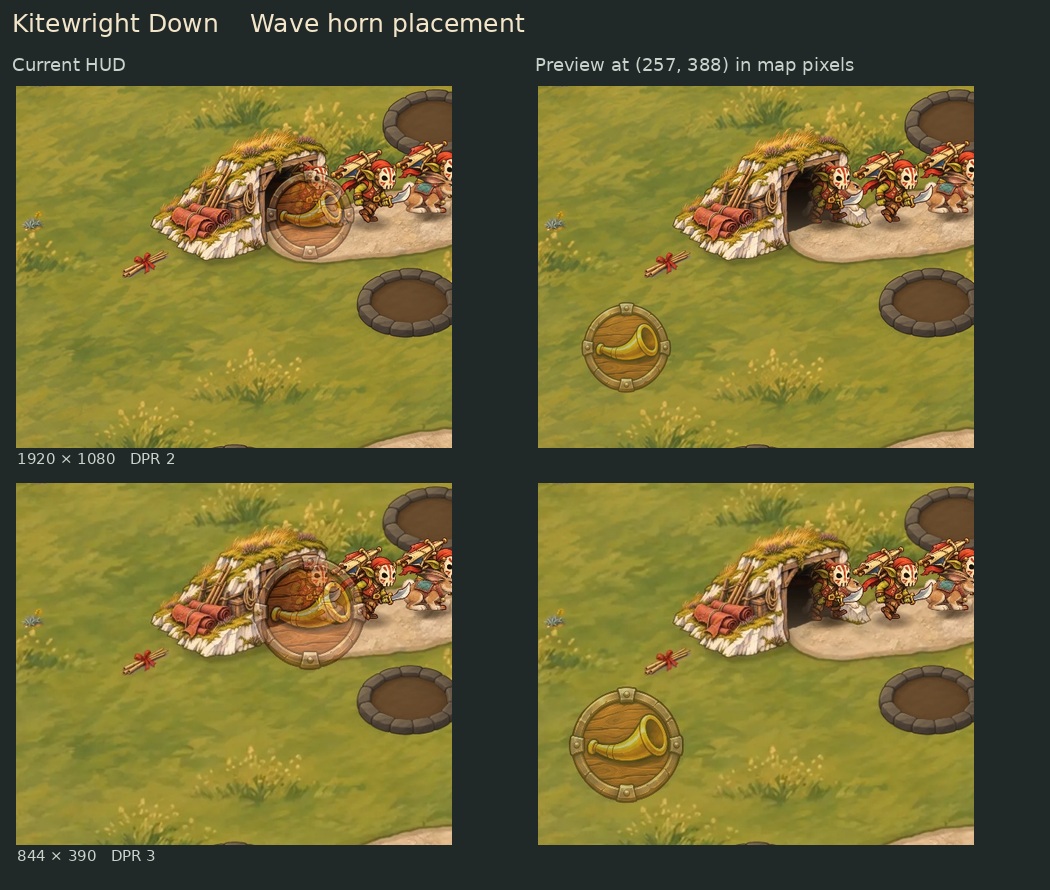 Kitewright Down    Wave horn placement
Current HUD
Preview at (257, 388) in map pixels
1920 × 1080   DPR 2
844 × 390   DPR 3